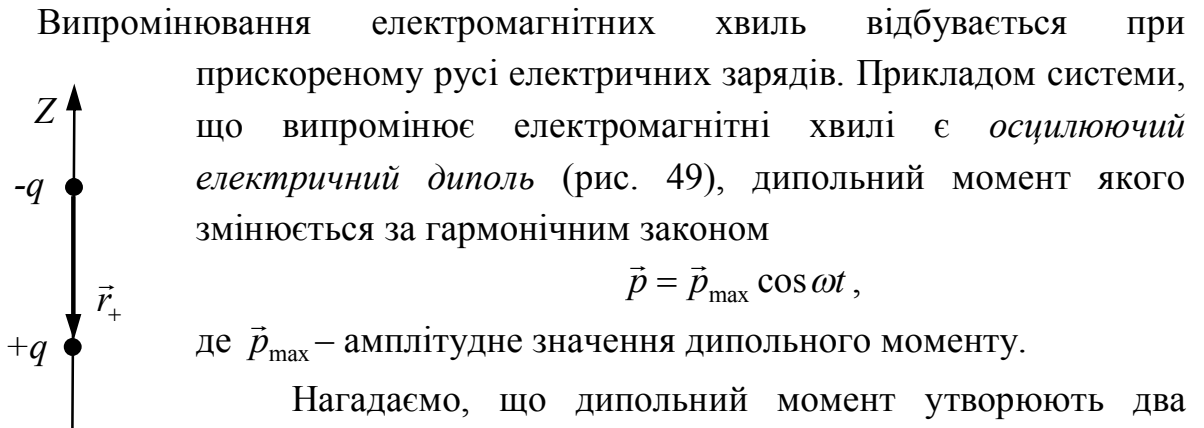 Випромінювання електромагнітних хвиль відбувається при
прискореному русі електричних зарядів. Прикладом системи,
Z
що випромінює електромагнітні хвилі є осцилюючий
-q
електричний диполь (рис. 49), дипольний момент якого
змінюється за гармонічним законом
p⃗ = p⃗max cos ωt ,
r⃗+
+q
де p⃗max – амплітудне значення дипольного моменту.
Нагадаємо, що дипольний момент утворюють два